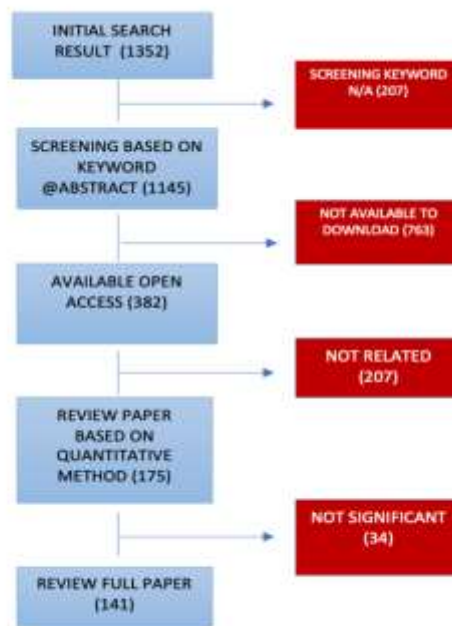 INITIAL SEARCH
RESULT (1352)
SCREENING KEYWORD
N/A (207)
SCREENING BASED ON
KEYWORD
@ABSTRACT (1145)
NOT AVAILABLE TO
DOWNLOAD (763)
AVAILABLE OPEN
ACCESS (382)
NOT RELATED
(207)
REVIEW PAPER
BASED ON
QUANTITATIVE
METHOD (175)
NOT SIGNIFICANT
(34)
REVIEW FULL PAPER
(141)